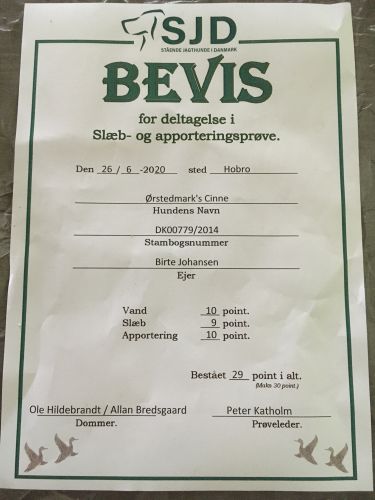 SJD
STÅENDE JAGTHUNDE I DANMARK
BEVIS
for deltagelse i
Slæb- og apporteringsprøve.
Den 26 / 6 -2020 sted Hobro
Ørstedmark's Cinne
Hundens Navn
DK00779/2014
Stambogsnummer
Birte Johansen
Ejer
Vand 10 point.
Slæb 9 point.
Apportering 10 point.
Bestået 29 point i alt.
(Maks 30 point.)
Ole Hildebrandt / Allan Bredsgaard Peter Katholm
Dommer. Prøveleder.